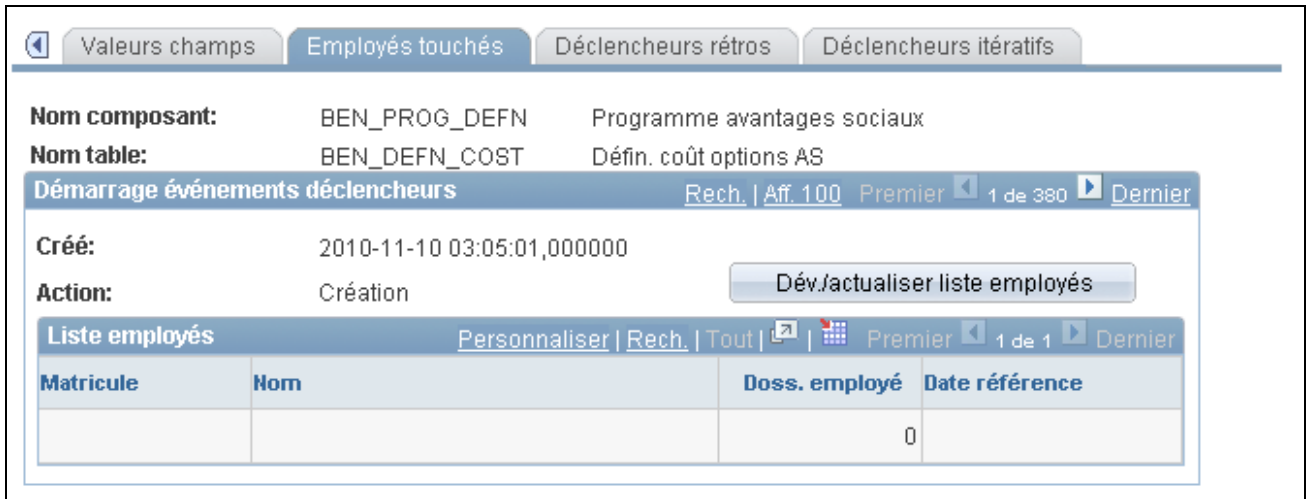 Valeurs champs Employés touchés Déclencheurs rétros Déclencheurs itératifs
Nom composant: BEN_PROG_DEFN Programme avantages sociaux
Nom table: BEN_DEFN_COST Défin. coût options AS
Démarrage événements déclencheurs Rech. | Aff. 100 Premier 1 de 380 Dernier
Créé: 2010-11-10 03:05:01,000000
Dév./actualiser liste employés
Action: Création
Liste employés Personnaliser | Rech. | Tout | | Premier 1 de 1 Dernier
Matricule Nom Doss. employé Date référence
0